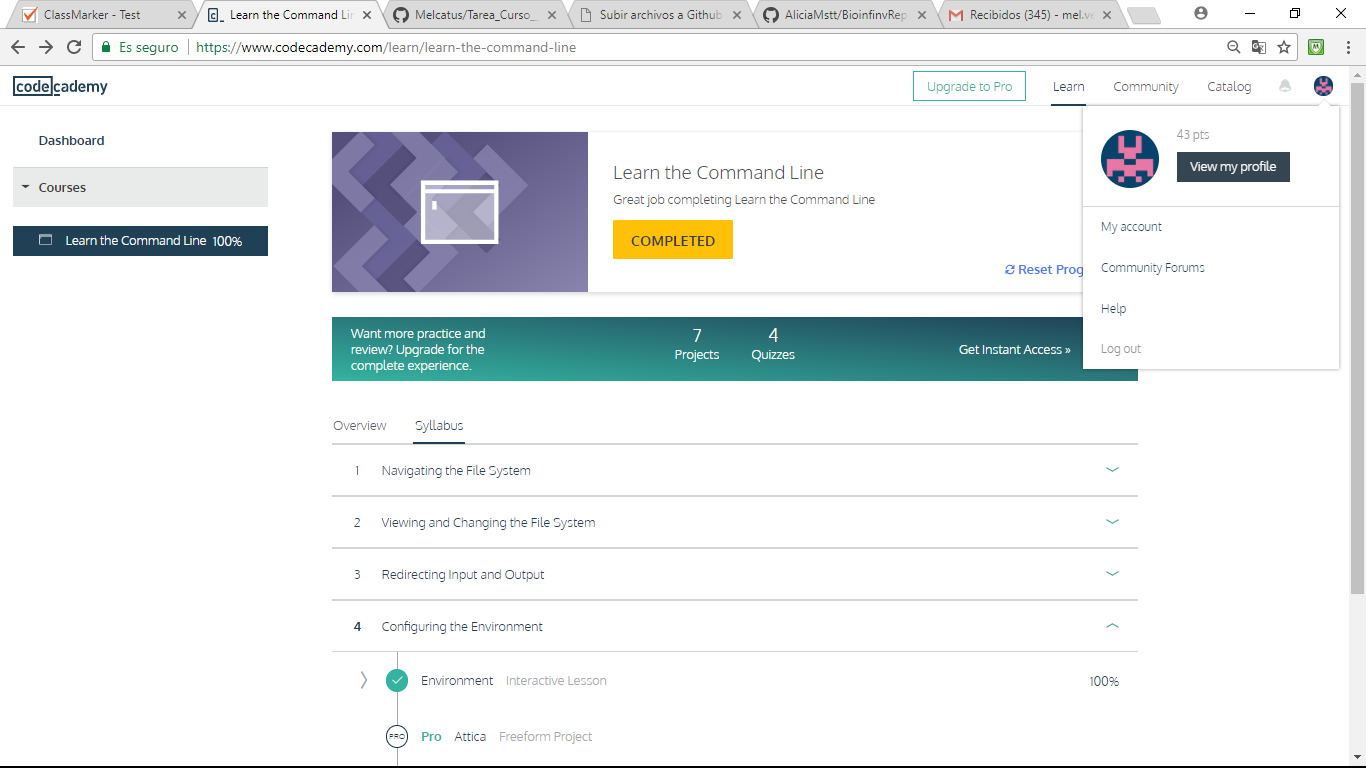 ClassMarker - Test
Learn the Command Lin
Melcatus/Tarea_Curso_
Subir archivos a Github
AliciaMstt/BioinfinvRep
Recibidos (345) - mel.ve
Es seguro
https://www.codecademy.com/learn/learn-the-command-line
codecademy
Upgrade to Pro
Learn
Community
Catalog
Dashboard
Courses
Learn the Command Line 100%
Learn the Command Line
Great job completing Learn the Command Line
COMPLETED
Reset Prog
43 pts
View my profile
My account
Community Forums
Help
Log out
Want more practice and
review? Upgrade for the
complete experience.
7
Projects
4
Quizzes
Get Instant Access »
Overview
Syllabus
1 Navigating the File System
2 Viewing and Changing the File System
3 Redirecting Input and Output
4 Configuring the Environment
Environment Interactive Lesson 100%
PRO Pro Attica Freeform Project